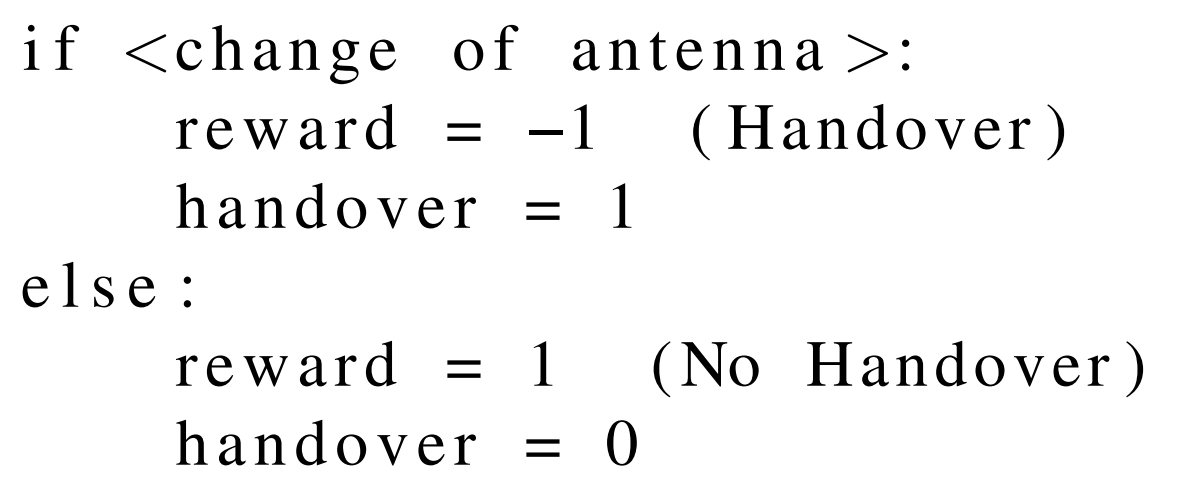 if <change of antenna>:
reward = −1 (Handover)
handover = 1
else:
reward = 1 (No Handover)
handover = 0